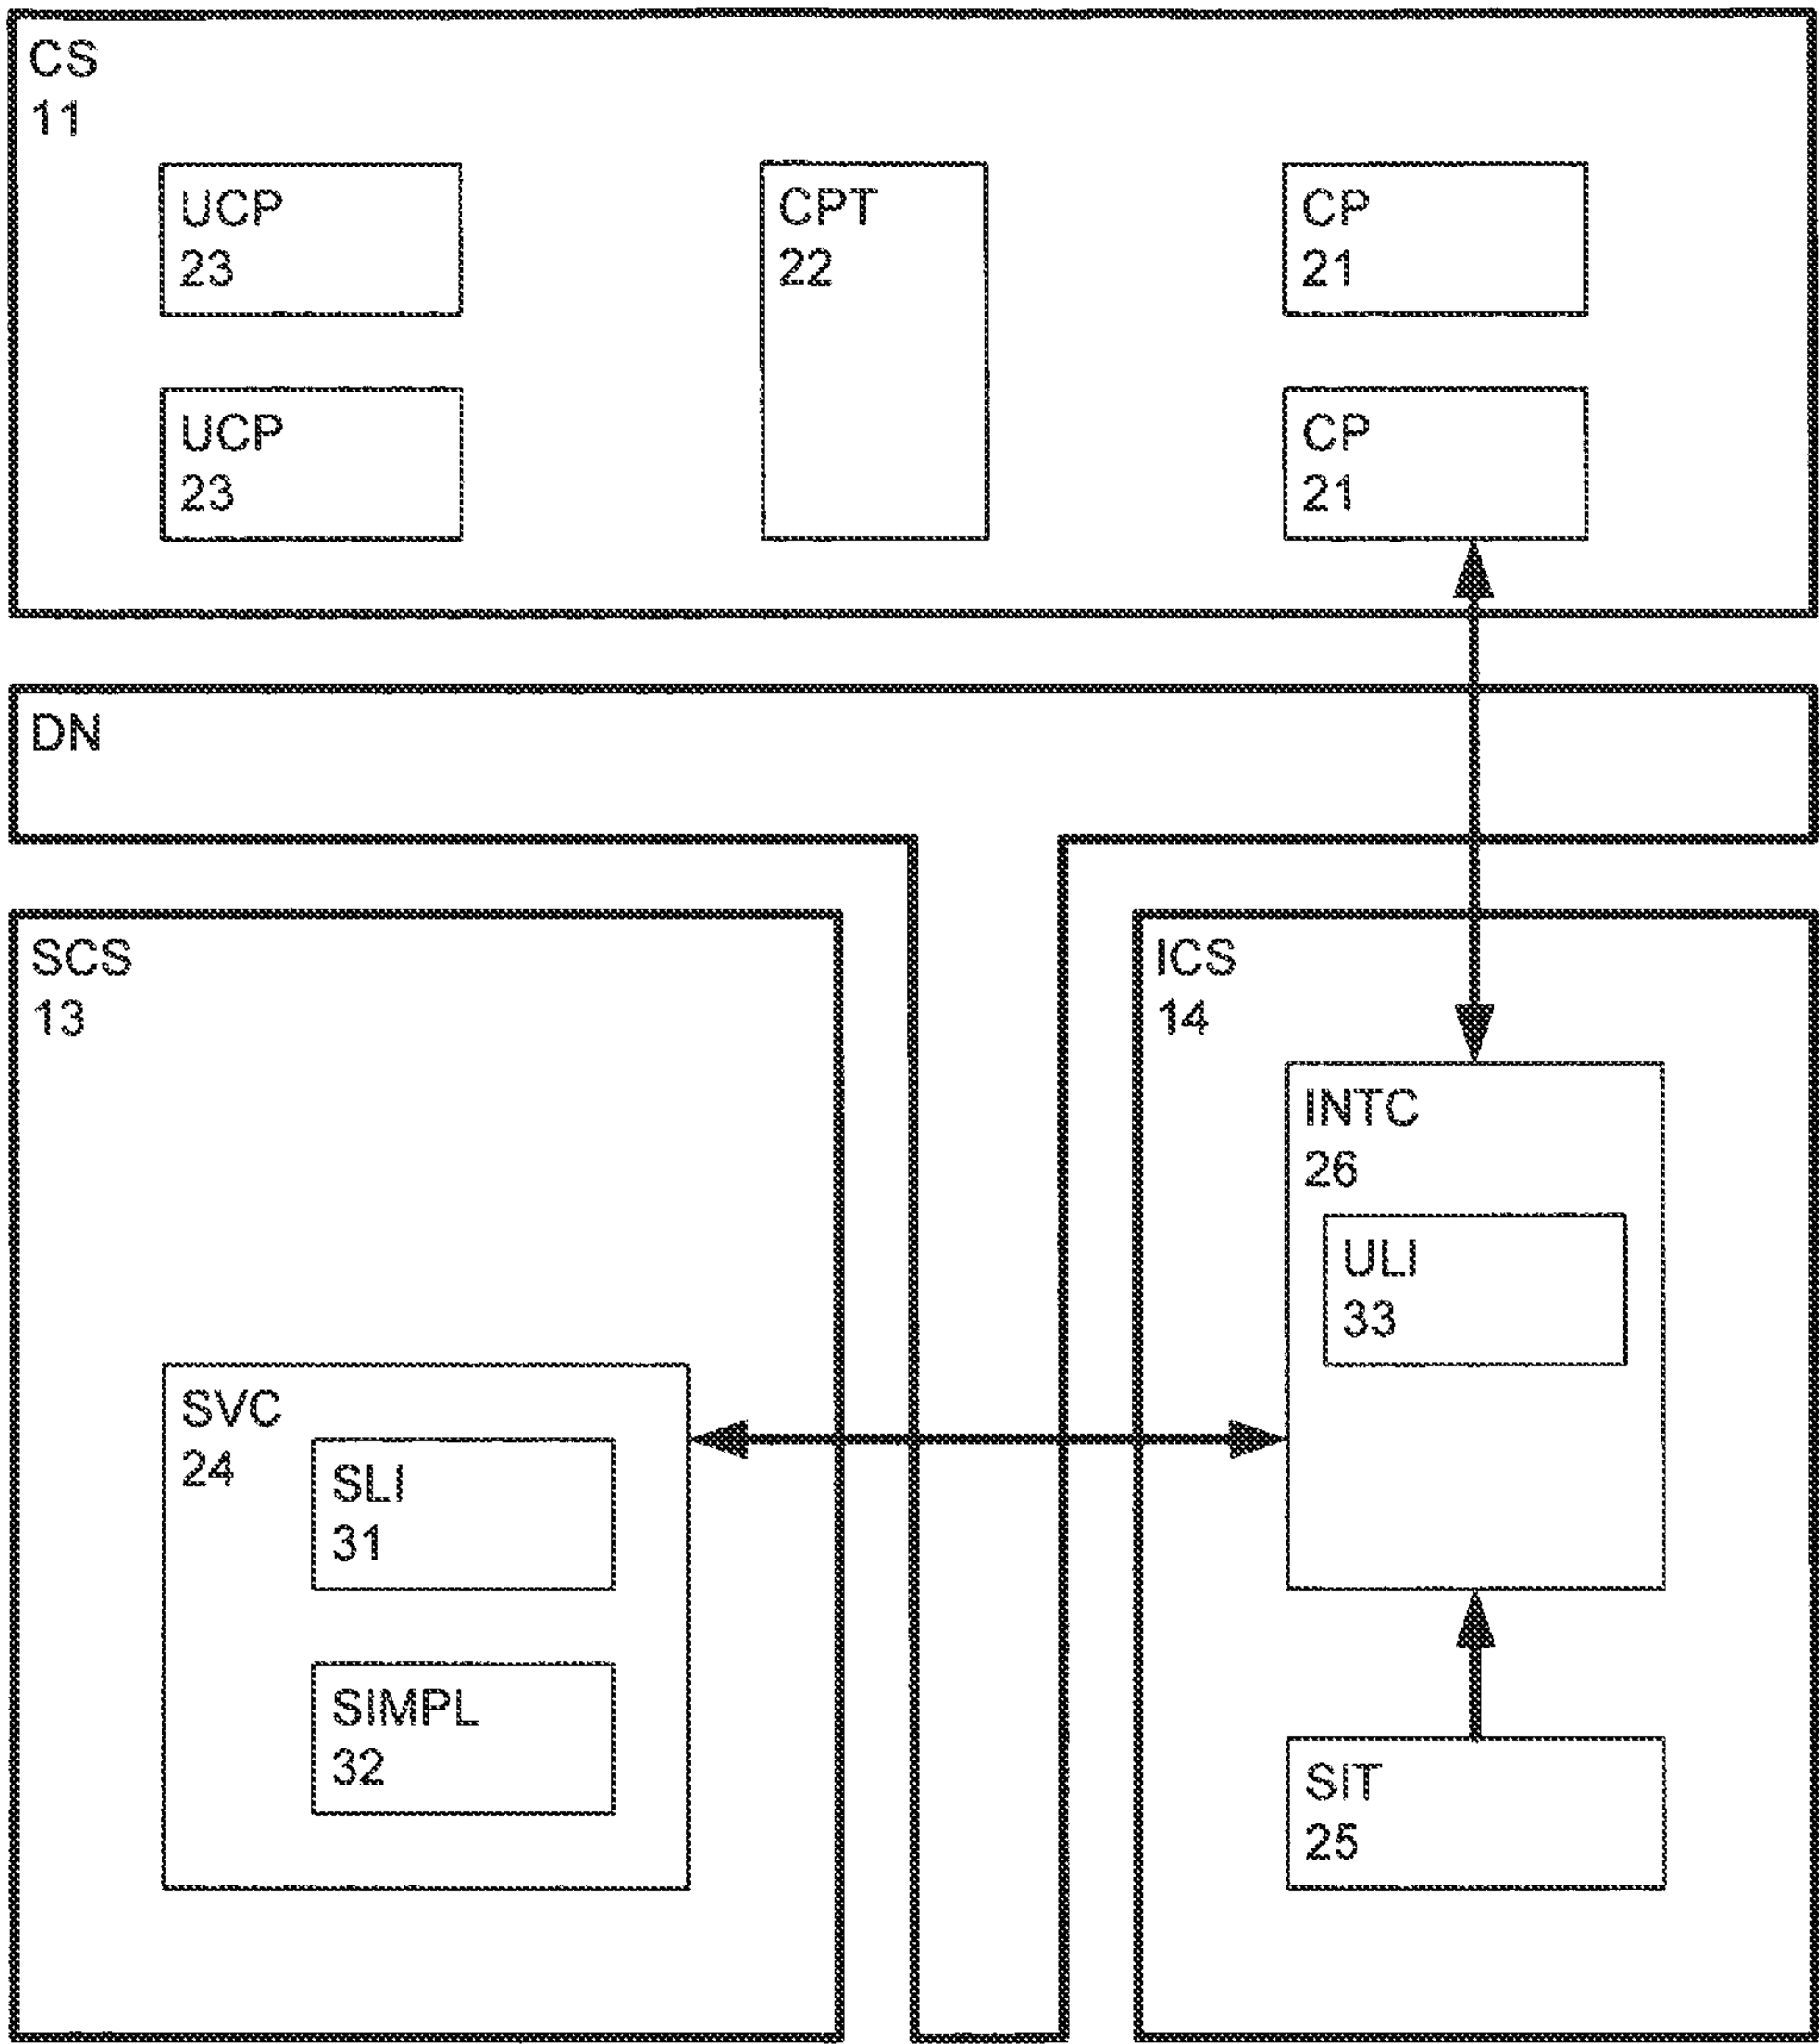 CS
11
UCP
23
CPT
22
CP
21
UCP
23
CP
21
DN
SCS
13
ICS
14
INTC
26
ULI
33
SVC
24
SLI
31
SIMPL
32
SIT
25